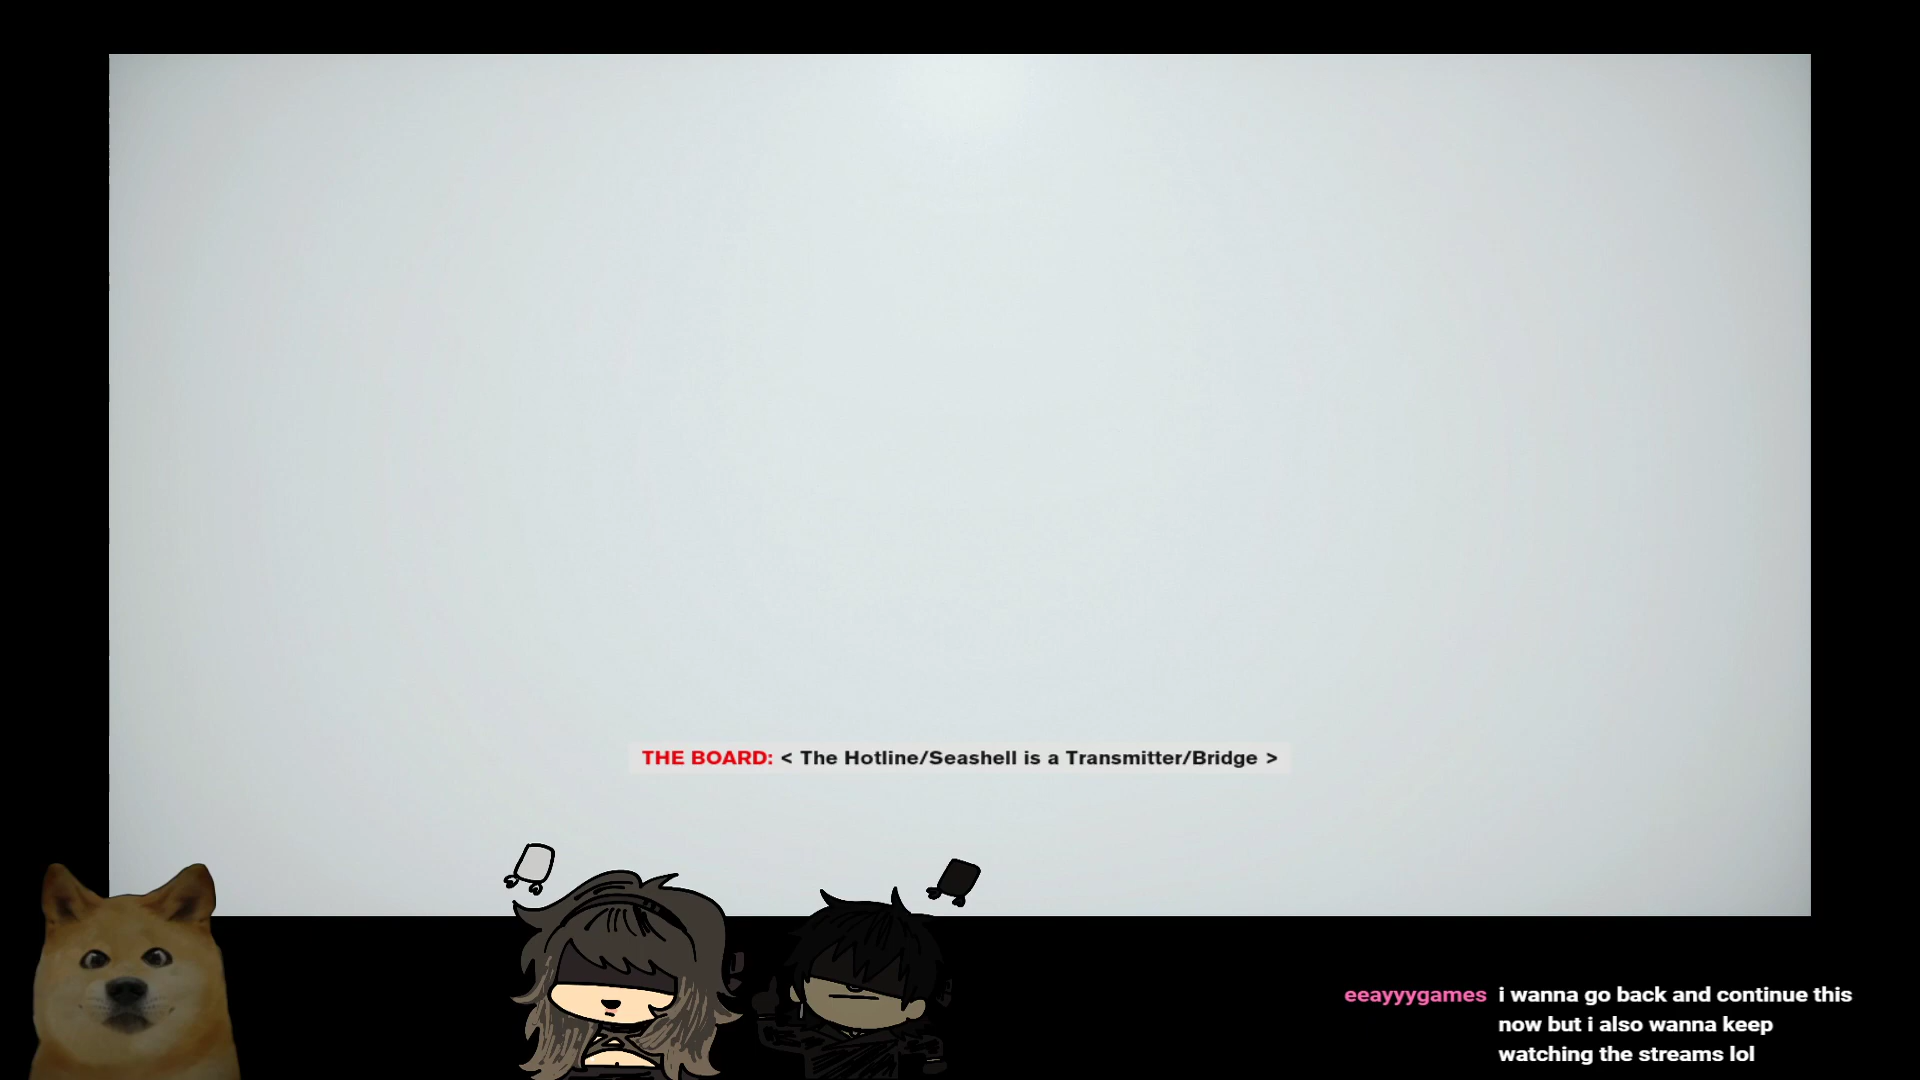 THE BOARD: < The Hotline/Seashell is a Transmitter/Bridge >
eeayyygames i wanna go back and continue this
now but i also wanna keep
watching the streams lol